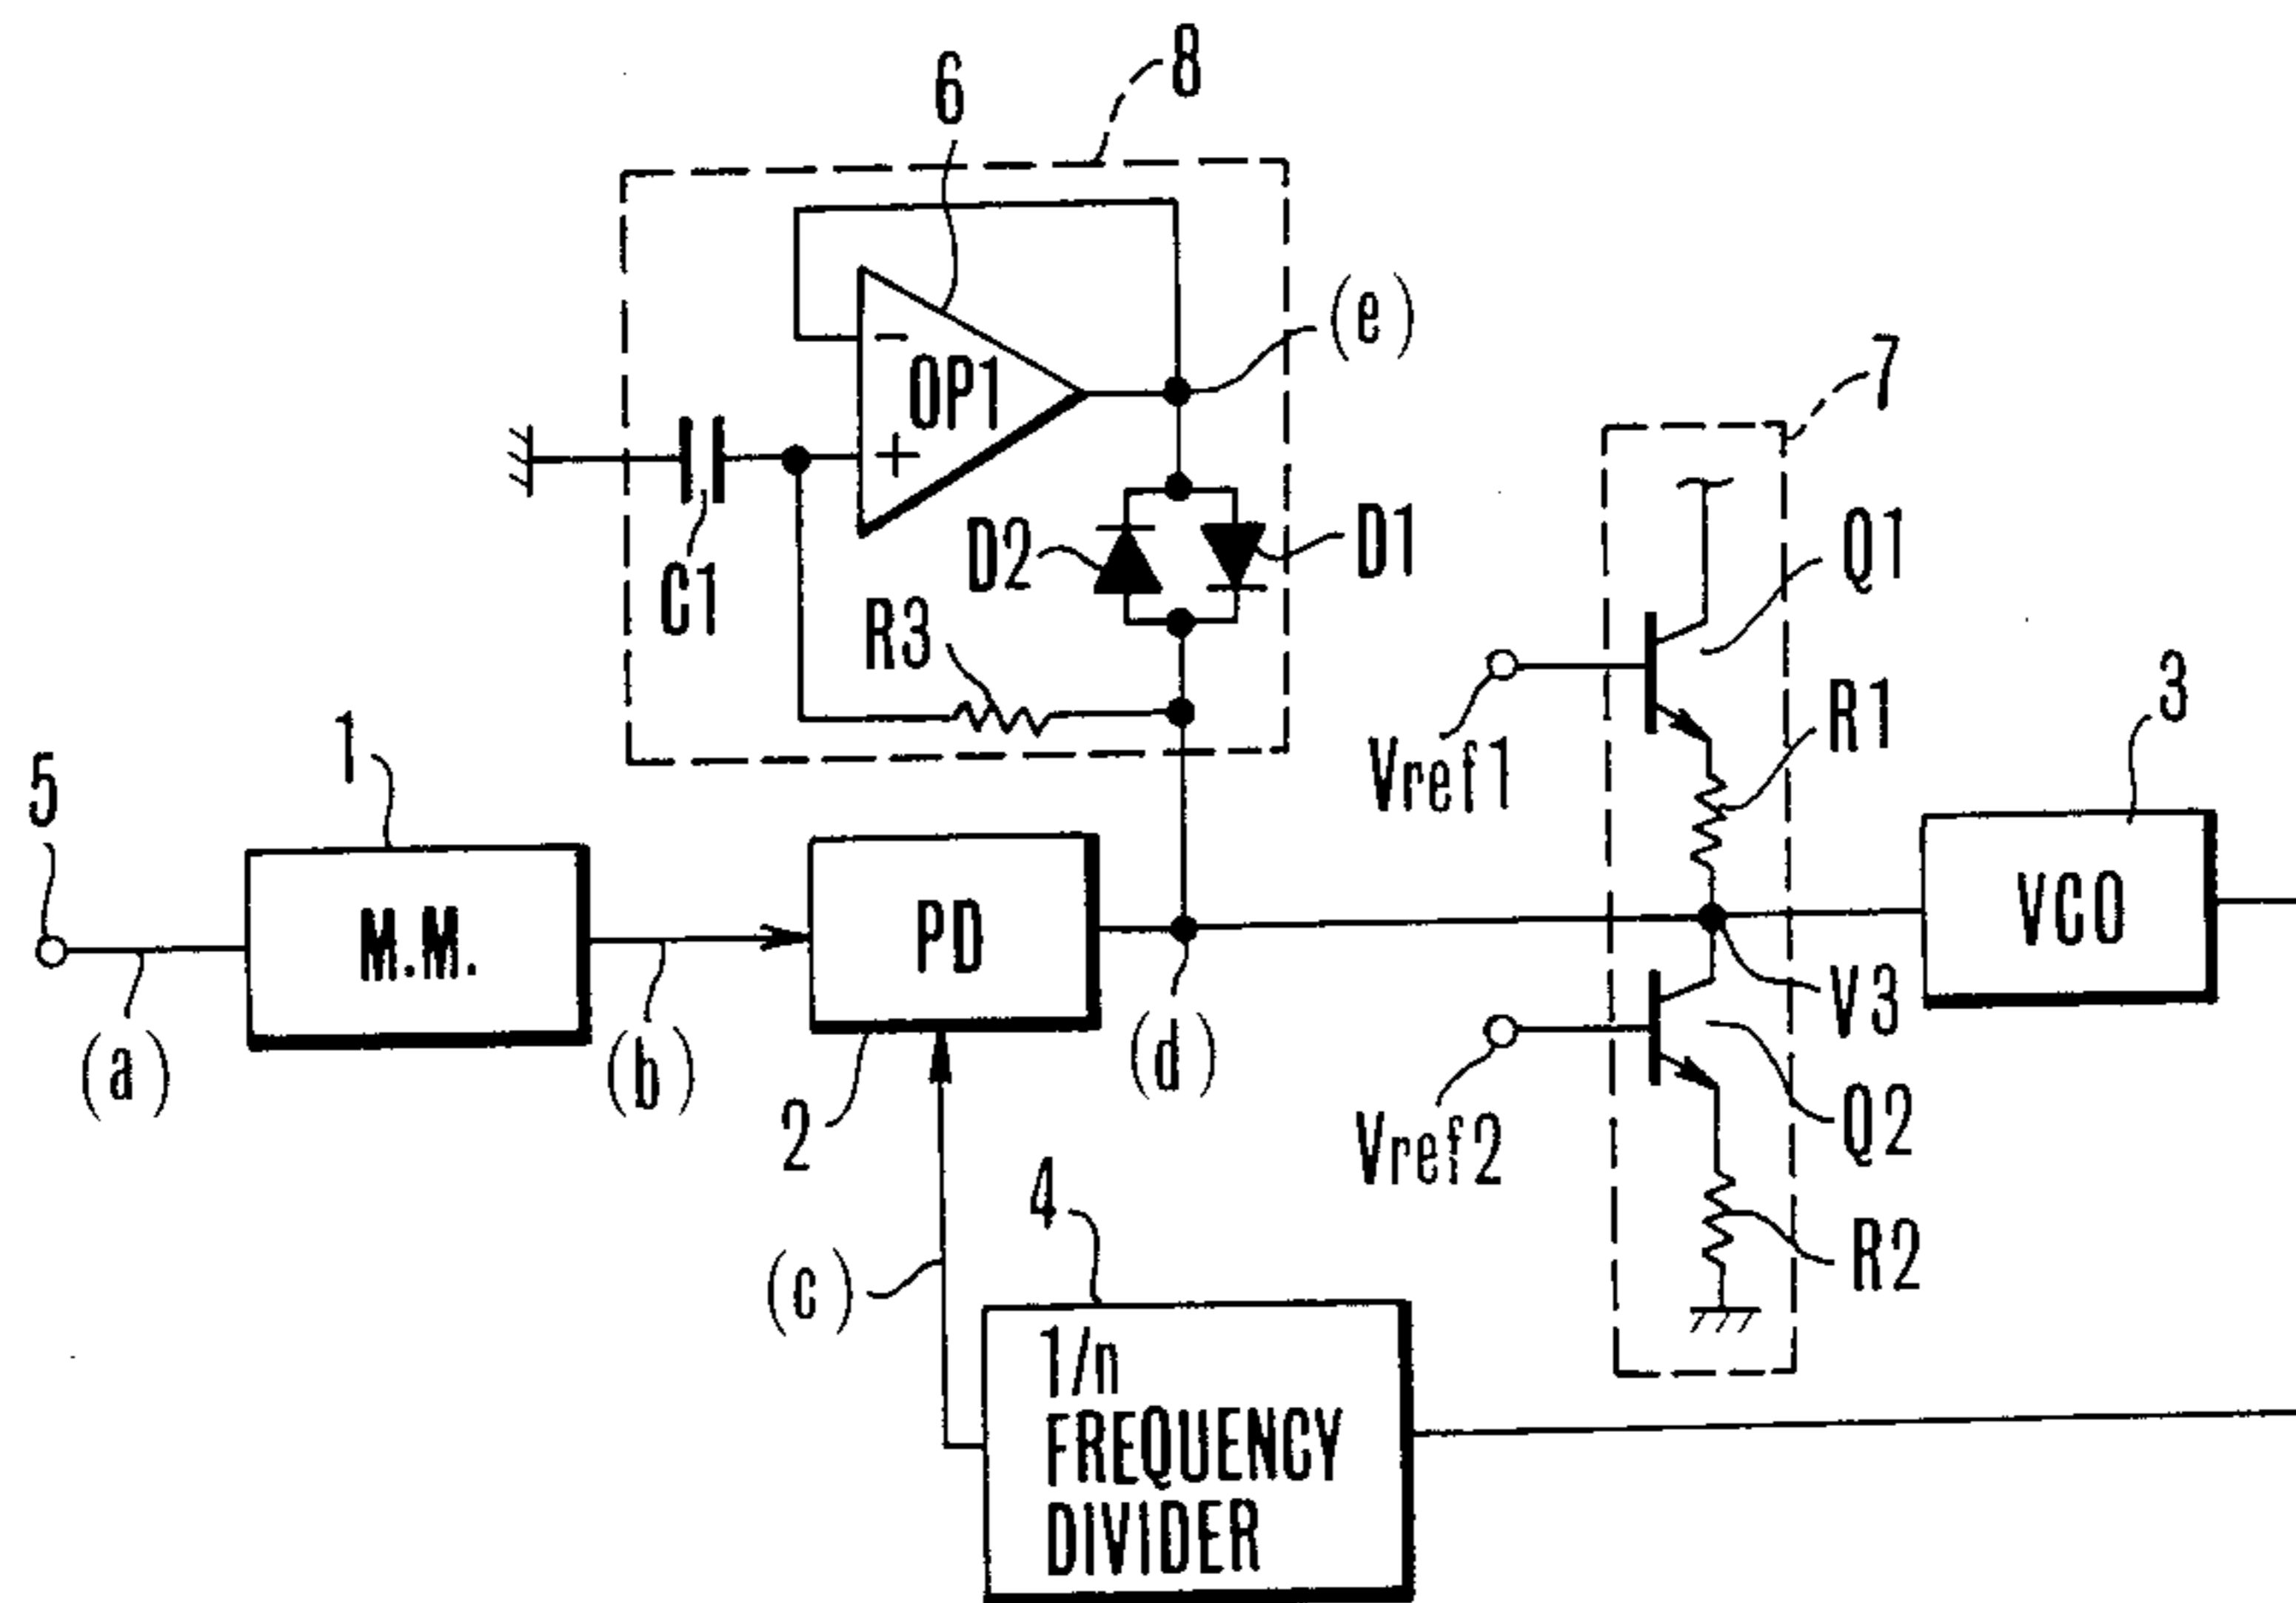 8
6
(e)
7
OP1
-
+
C1
D2
D1
Q1
R3
R1
3
1
5
Vref1
M.M.
PD
VCO
V3
(a)
(b)
(d)
2
Vref2
Q2
4
R2
(c)
1/n
FREQUENCY
DIVIDER